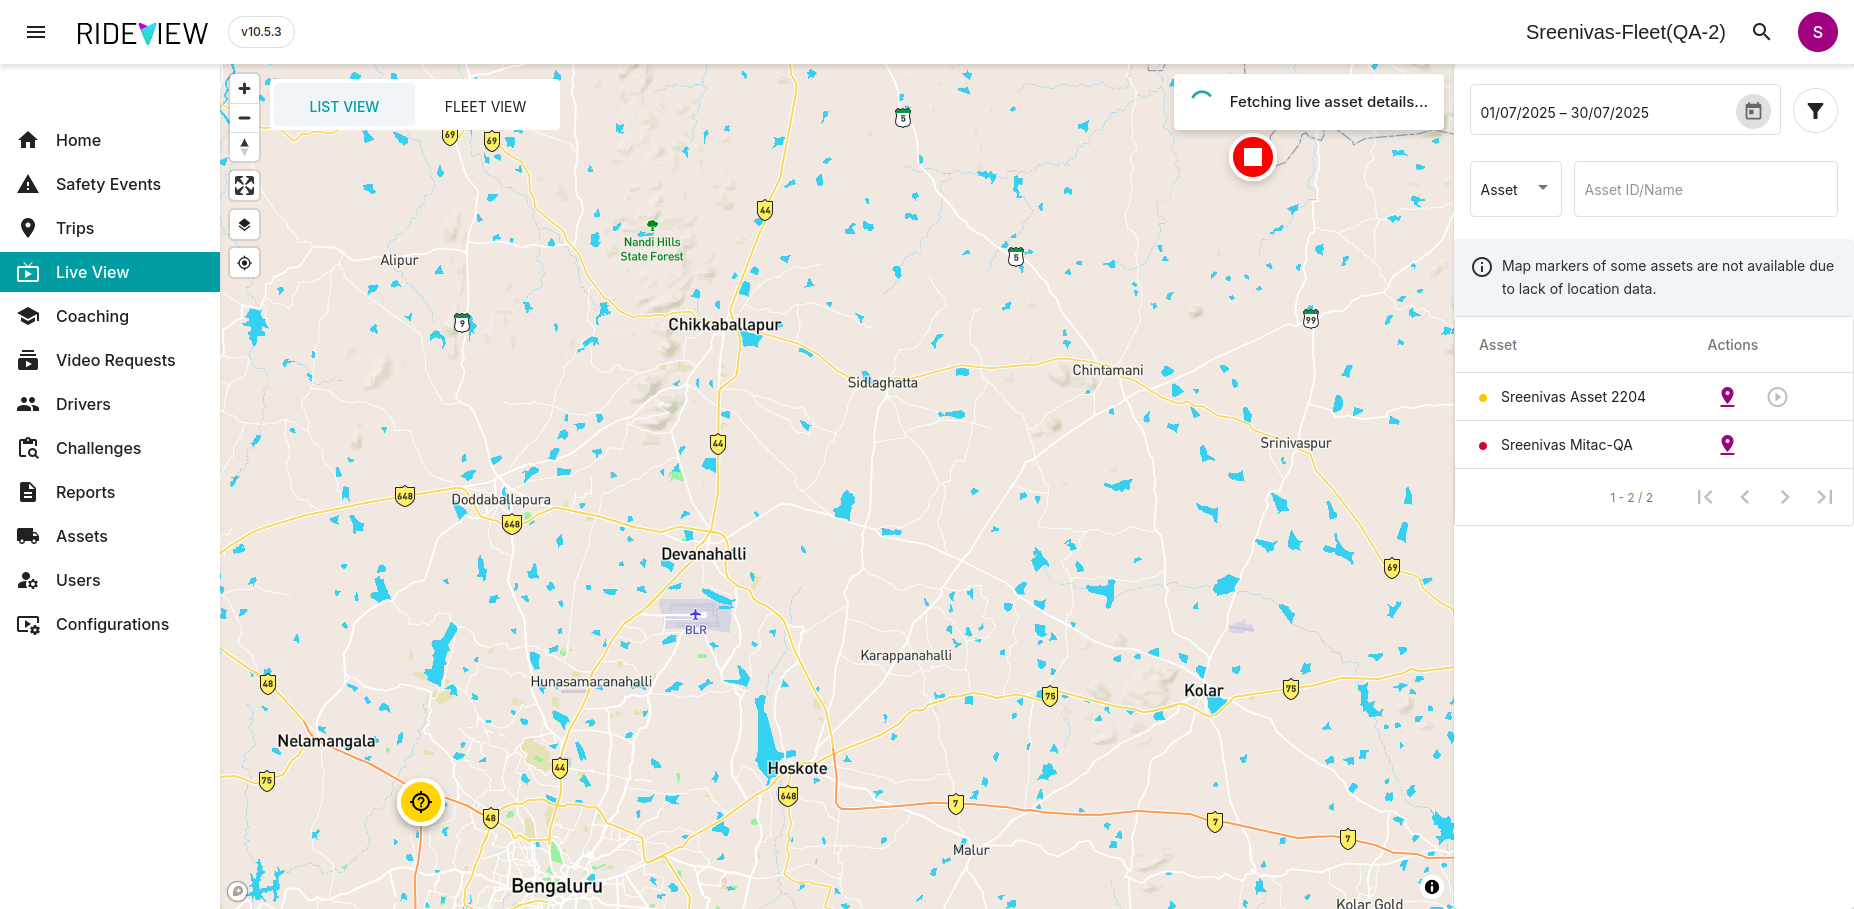 RIDEVIEW
v10.5.3
Sreenivas-Fleet(QA-2)
S
Home
Safety Events
Trips
Live View
Coaching
Video Requests
Drivers
Challenges
Reports
Assets
Users
Configurations
LIST VIEW
FLEET VIEW
Fetching live asset details...
5
69
69
44
Nandi Hills
State Forest
5
Alipur
9
Chikkaballapur
99
Chintamani
Sidlaghatta
44
Srinivaspur
648
Doddaballapura
648
Devanahalli
69
BLR
Karappanahalli
Hunasamaranahalli
48
75
75
Kolar
Nelamangala
44
Hoskote
75
648
7
48
7
7
Malur
Bengaluru
Kolar Gold
01/07/2025 – 30/07/2025
Asset
Asset ID/Name
Map markers of some assets are not available due
to lack of location data.
Asset
Actions
Sreenivas Asset 2204
Sreenivas Mitac-QA
1 - 2 / 2